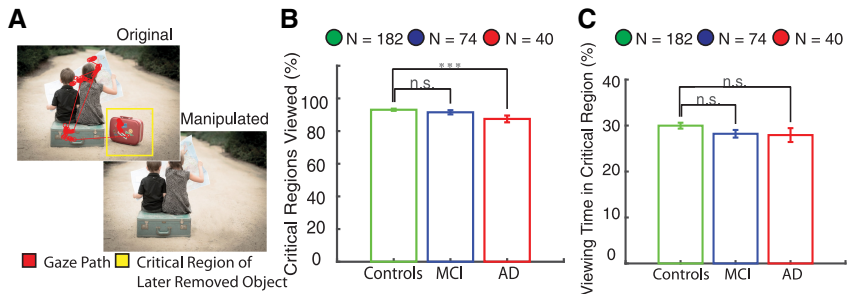 A
Original
Manipulated
Gaze Path
Critical Region of
Later Removed Object
B
N = 182
N = 74
N = 40
Critical Regions Viewed (%)
100
80
60
40
20
0
***
n.s.
Controls
MCI
AD
C
N = 182
N = 74
N = 40
Viewing Time in Critical Region (%)
40
30
20
10
0
n.s.
n.s.
Controls
MCI
AD